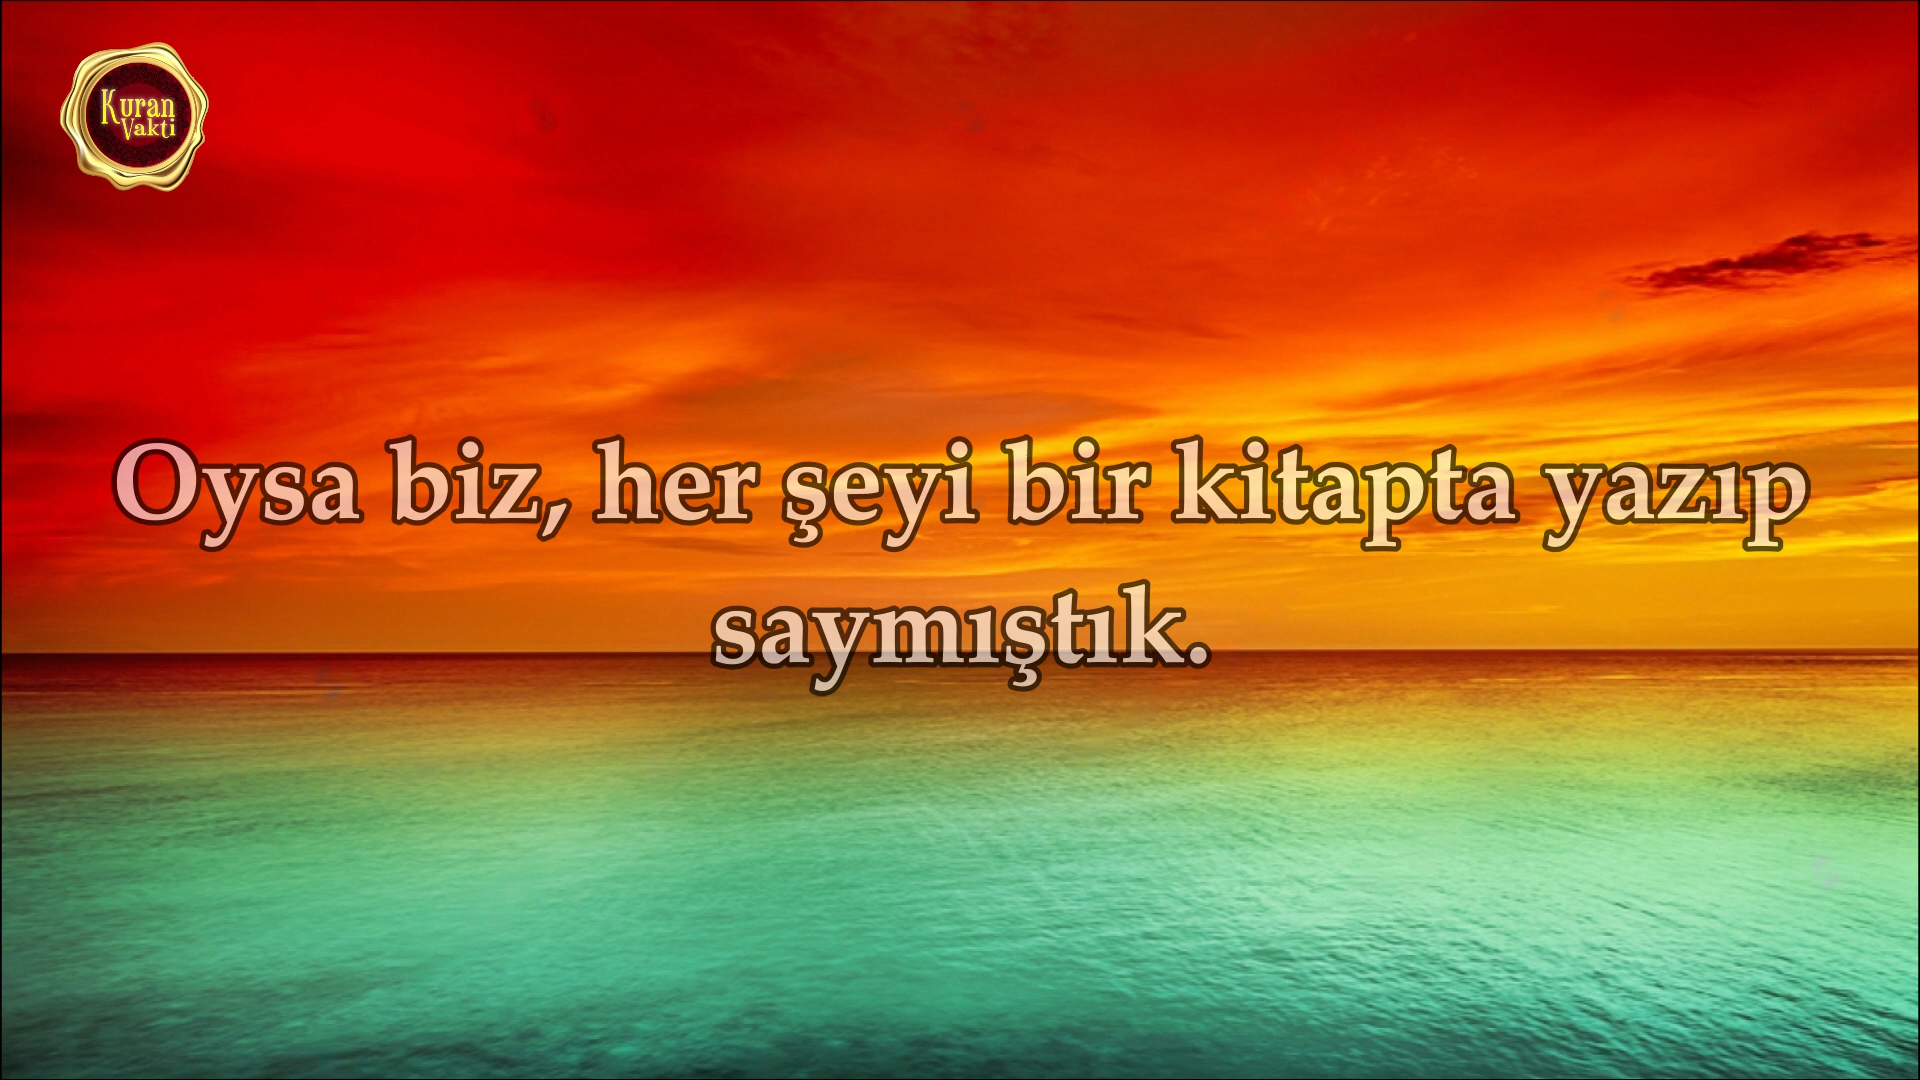 Kuran
Vakti
Oysa biz, her şeyi bir kitapta yazıp
saymıştık.